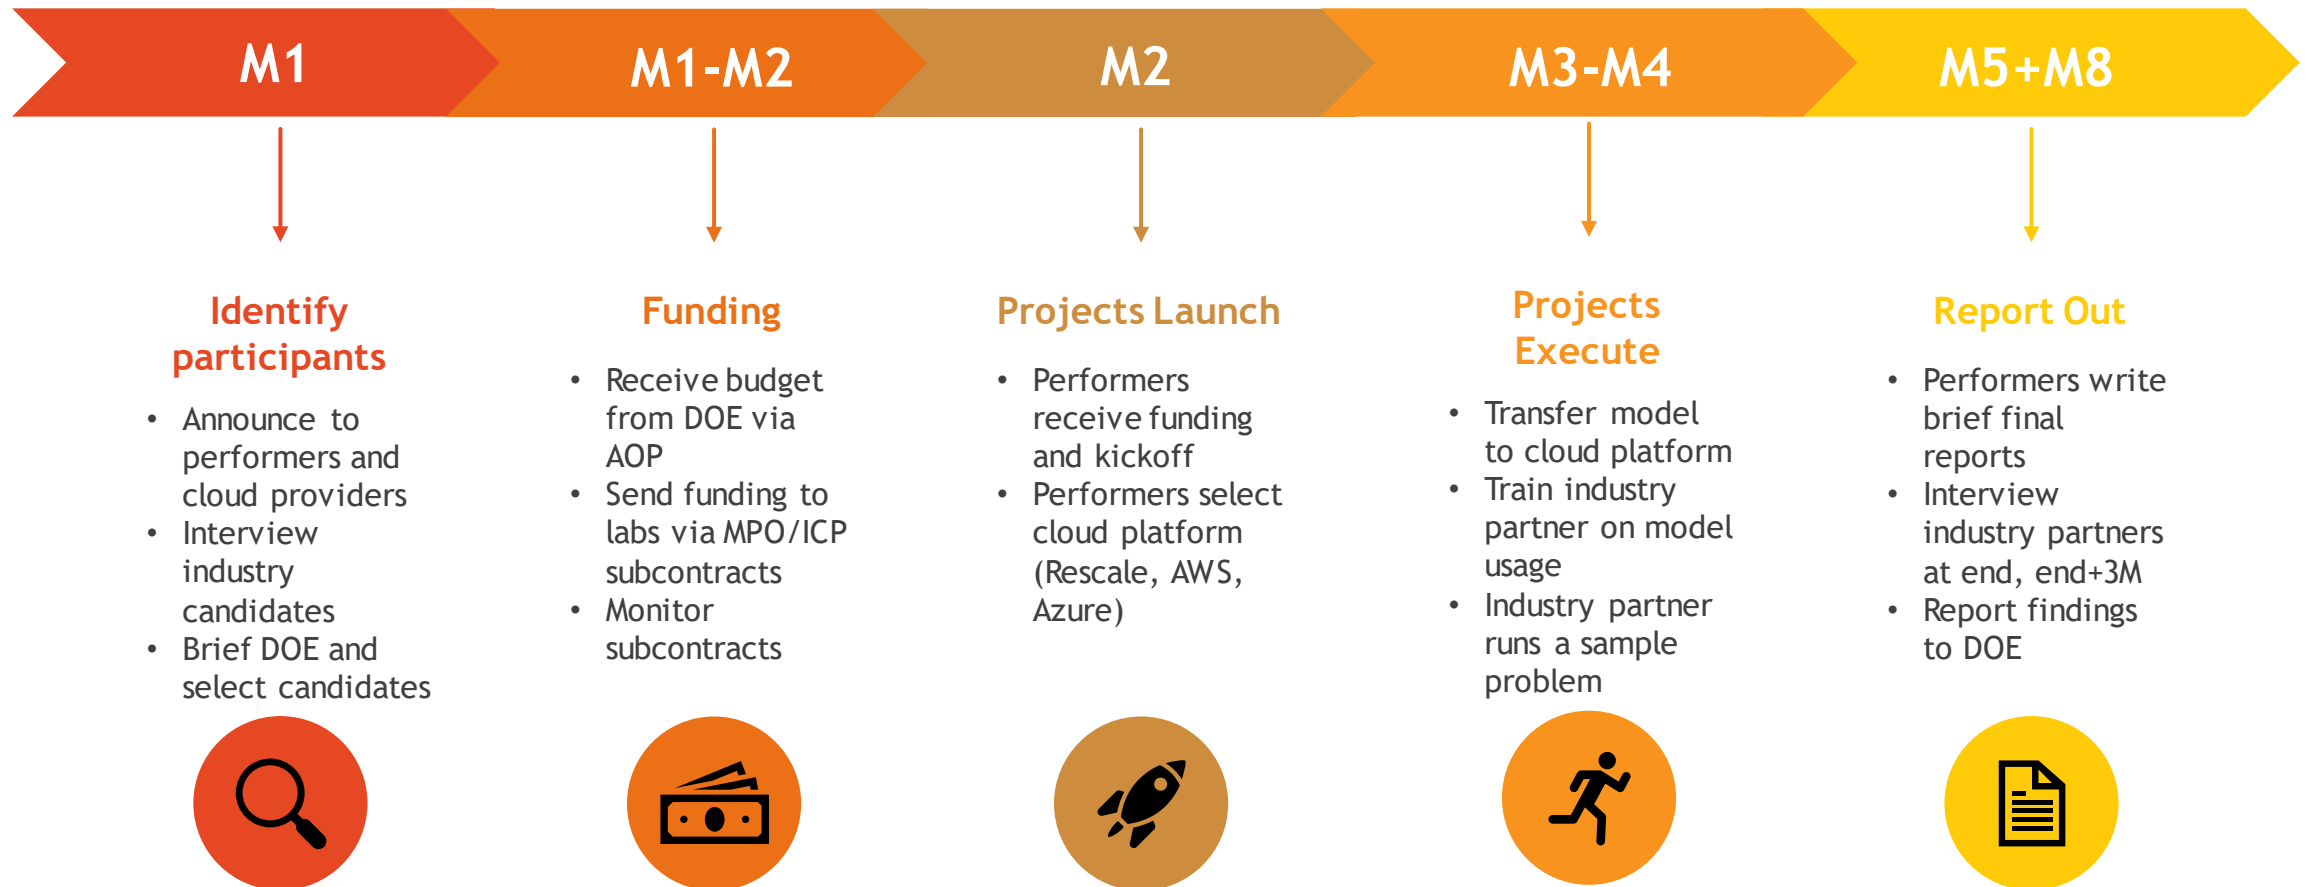 M1
M1-M2
M2
M3-M4
M5+M8
Identify
participants
• Announce to
performers and
cloud providers
• Interview
industry
candidates
• Brief DOE and
select candidates
Funding
• Receive budget
from DOE via
AOP
• Send funding to
labs via MPO/ICP
subcontracts
• Monitor
subcontracts
Projects Launch
• Performers
receive funding
and kickoff
• Performers select
cloud platform
(Rescale, AWS,
Azure)
Projects
Execute
• Transfer model
to cloud platform
• Train industry
partner on model
usage
• Industry partner
runs a sample
problem
Report Out
• Performers write
brief final
reports
• Interview
industry partners
at end, end+3M
• Report findings
to DOE